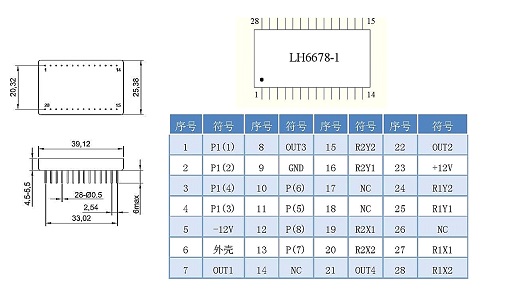 28 15
LH6678-1
1 14
1 14
28 15
20,32
25,38
39,12
4,5-5,5
28-Ø0.5
2,54
33,02
6max
序号 符号 序号 符号 序号 符号 序号 符号
1 P1(1) 8 OUT3 15 R2Y2 22 OUT2
2 P1(2) 9 GND 16 R2Y1 23 +12V
3 P1(4) 10 P(6) 17 NC 24 R1Y2
4 P1(3) 11 P(5) 18 NC 25 R1Y1
5 -12V 12 P(8) 19 R2X1 26 NC
6 外壳 13 P(7) 20 R2X2 27 R1X1
7 OUT1 14 NC 21 OUT4 28 R1X2